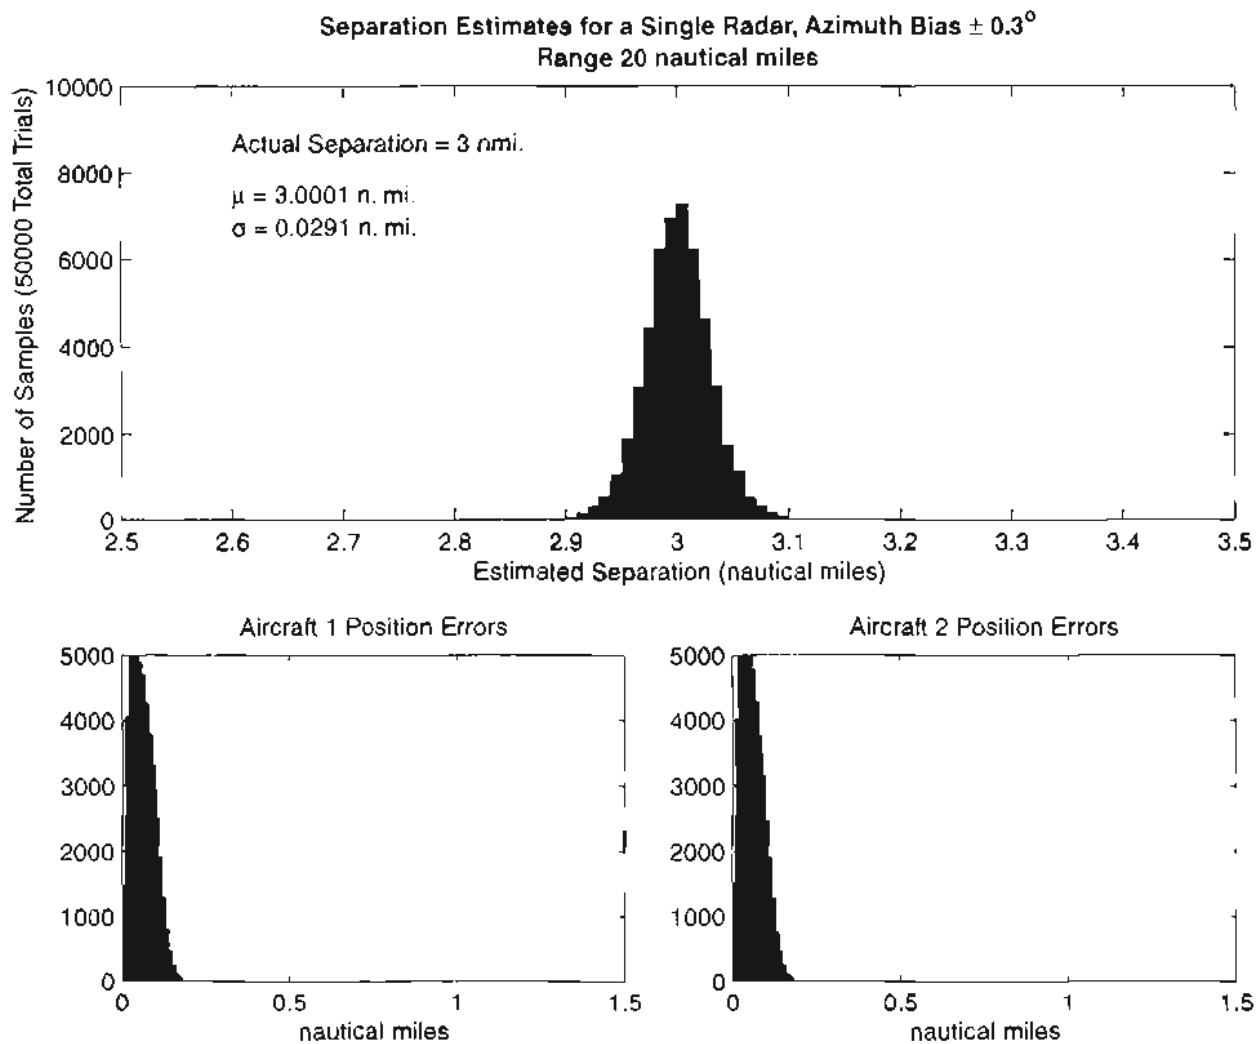 Separation Estimates for a Single Radar, Azimuth Bias ± 0.3°
Range 20 nautical miles
Number of Samples (50000 Total Trials)
10000
8000
6000
4000
2000
0
Actual Separation = 3 nmi.
μ = 3.0001 n. mi.
σ = 0.0291 n. mi.
2.5 2.6 2.7 2.8 2.9 3 3.1 3.2 3.3 3.4 3.5
Estimated Separation (nautical miles)
Aircraft 1 Position Errors
5000
4000
3000
2000
1000
0
0 0.5 1 1.5
nautical miles
Aircraft 2 Position Errors
5000
4000
3000
2000
1000
0
0 0.5 1 1.5
nautical miles